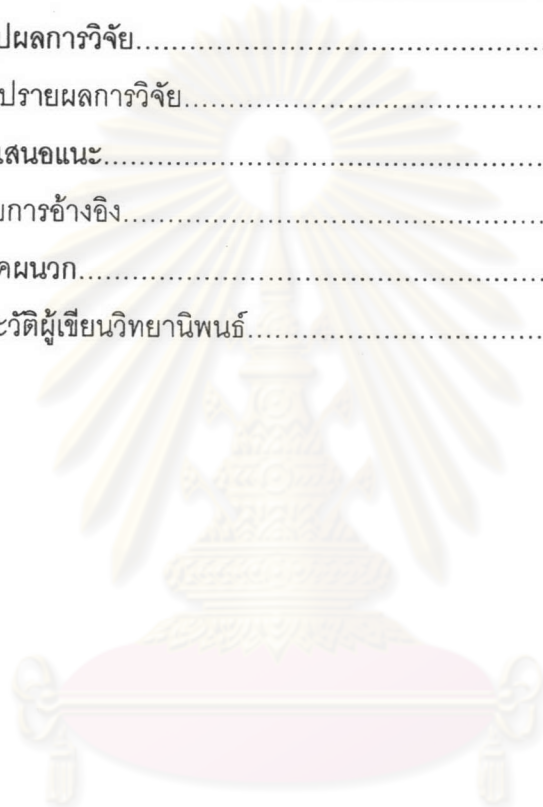 ปผลการวิจัย......................................................
ปรายผลการวิจัย................................................
เสนอแนะ..........................................................
การอ้างอิง.......................................................
ผนวก.............................................................
วัติผู้เขียนวิทยานิพนธ์........................................